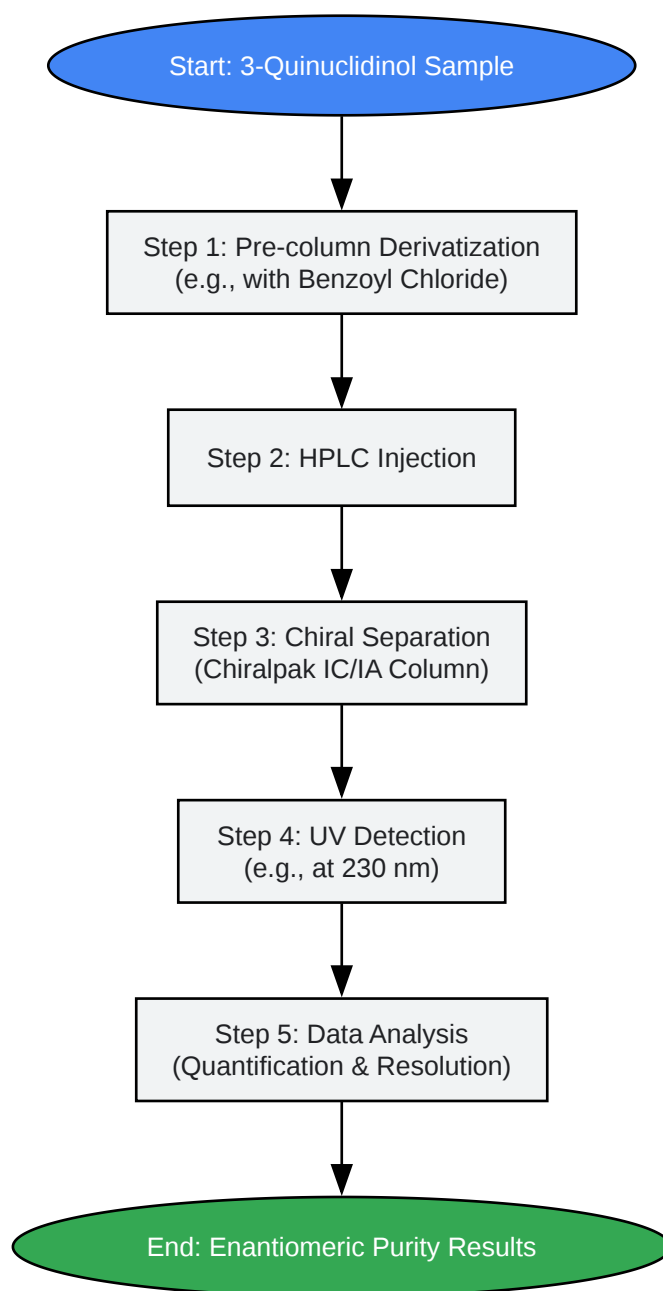 Start: 3-Quinuclidinol Sample
Step 1: Pre-column Derivatization
(e.g., with Benzoyl Chloride)
Step 2: HPLC Injection
Step 3: Chiral Separation
(Chiralpak IC/IA Column)
Step 4: UV Detection
(e.g., at 230 nm)
Step 5: Data Analysis
(Quantification & Resolution)
End: Enantiomeric Purity Results